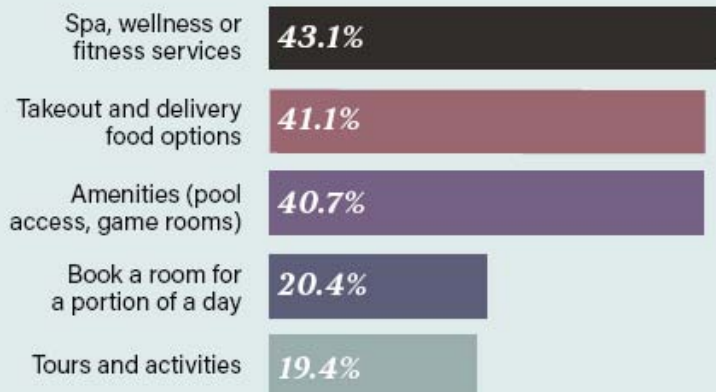 Spa, wellness or
fitness services
43.1%
Takeout and delivery
food options
41.1%
Amenities (pool
access, game rooms)
40.7%
Book a room for
a portion of a day
20.4%
Tours and activities
19.4%